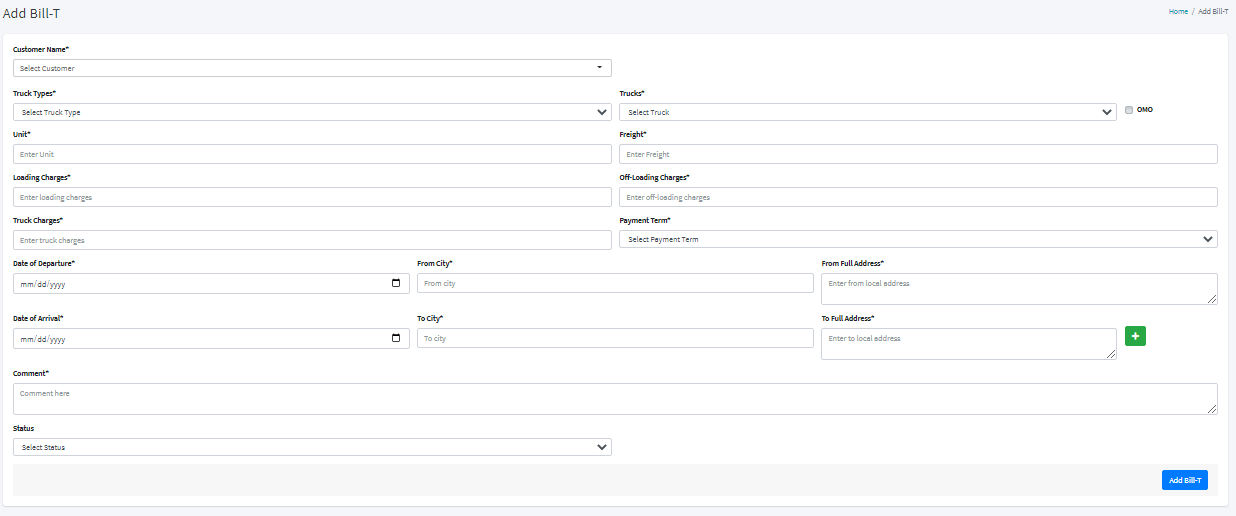 Add Bill-T
Home / Add Bill-T
Customer Name*
Select Customer
Truck Types*
Trucks*
Select Truck Type
Select Truck
OMO
Unit*
Freight*
Enter Unit
Enter Freight
Loading Charges*
Off-Loading Charges*
Enter loading charges
Enter off-loading charges
Truck Charges*
Payment Term*
Enter truck charges
Select Payment Term
Date of Departure*
From City*
From Full Address*
mm/dd/yyyy
From city
Enter from local address
Date of Arrival*
To City*
To Full Address*
mm/dd/yyyy
To city
Enter to local address
+
Comment*
Comment here
Status
Select Status
Add Bill-T